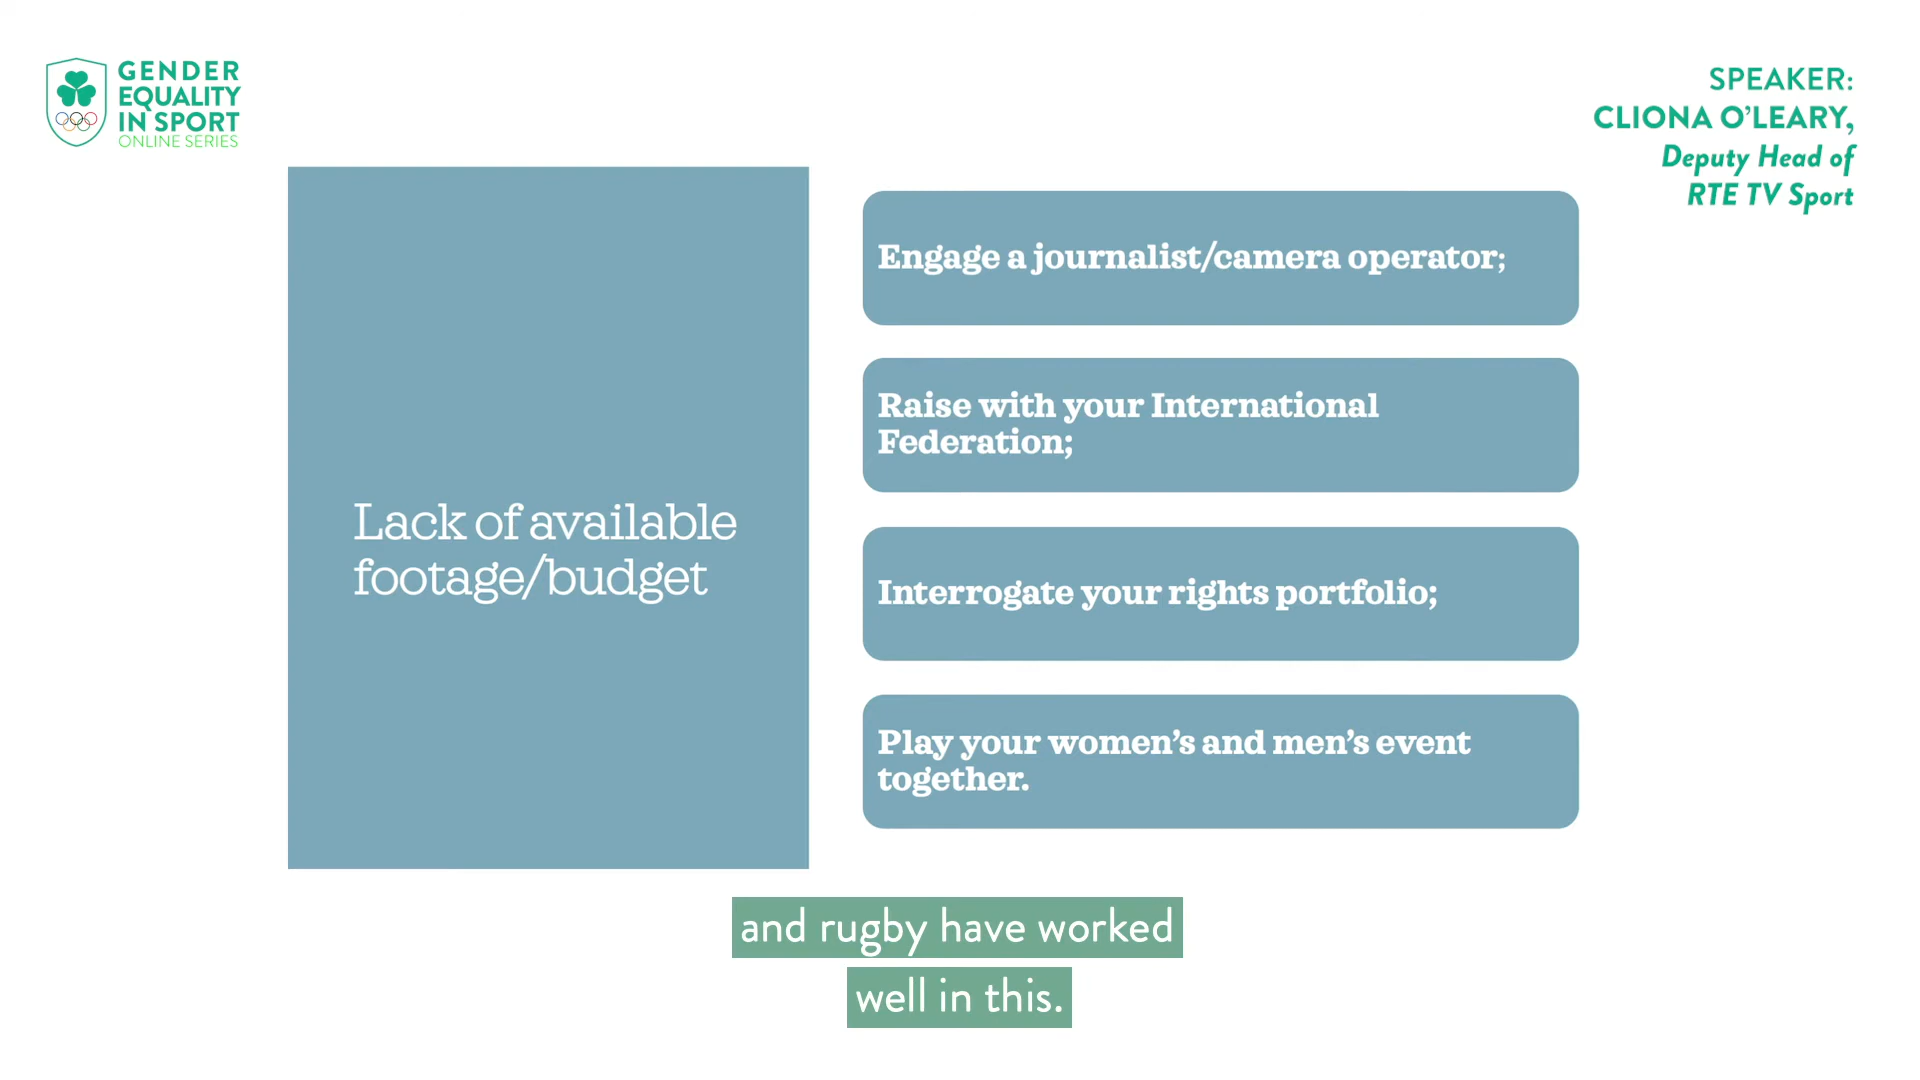 GENDER
EQUALITY
IN SPORT
ONLINE SERIES
SPEAKER:
CLIONA O’LEARY,
Deputy Head of
RTE TV Sport
Lack of available
footage/budget
Engage a journalist/camera operator;
Raise with your International
Federation;
Interrogate your rights portfolio;
Play your women’s and men’s event
together.
and rugby have worked
well in this.